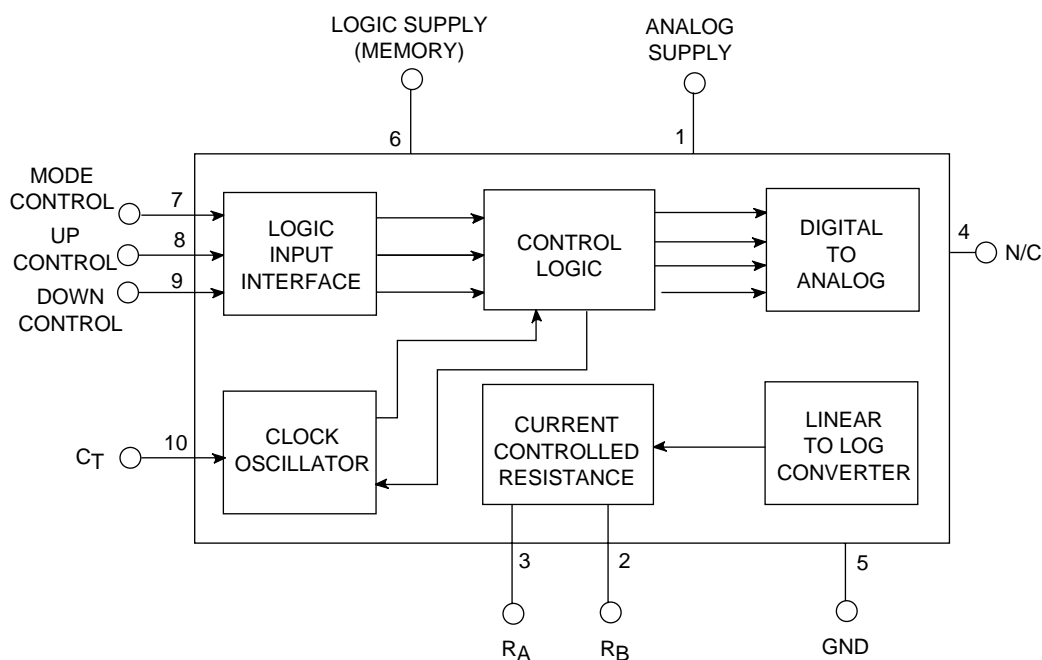 LOGIC SUPPLY
(MEMORY)
6
ANALOG
SUPPLY
1
MODE
CONTROL
7
UP
CONTROL
8
DOWN
CONTROL
9
LOGIC
INPUT
INTERFACE
CONTROL
LOGIC
DIGITAL
TO
ANALOG
4
N/C
CT
10
CLOCK
OSCILLATOR
CURRENT
CONTROLLED
RESISTANCE
LINEAR
TO LOG
CONVERTER
3
2
5
RA
RB
GND